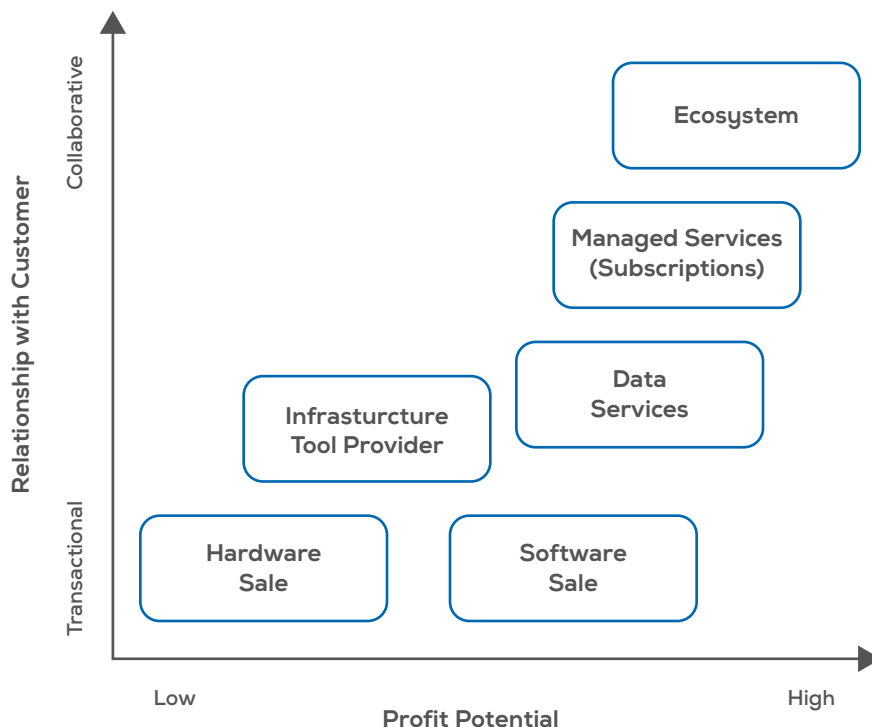 Relationship with Customer
Collaborative
Transactional
Ecosystem
Managed Services
(Subscriptions)
Data
Services
Infrasturcture
Tool Provider
Hardware
Sale
Software
Sale
Low
High
Profit Potential